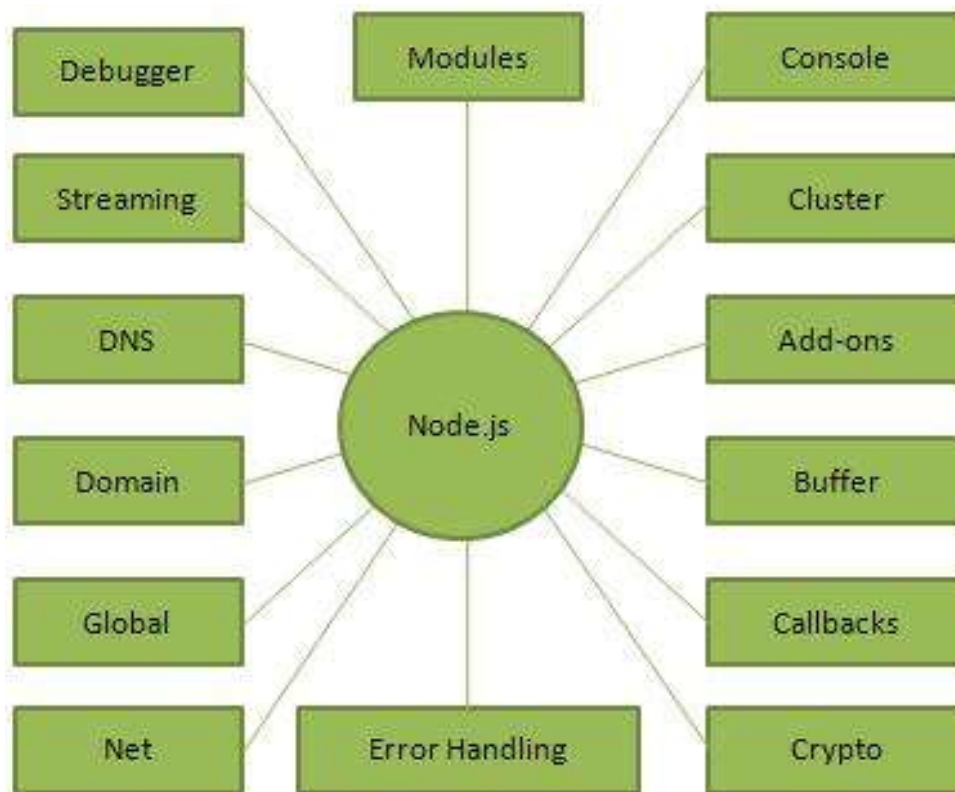 Debugger
Modules
Console
Streaming
Cluster
DNS
Add-ons
Node.js
Domain
Buffer
Global
Callbacks
Net
Error Handling
Crypto